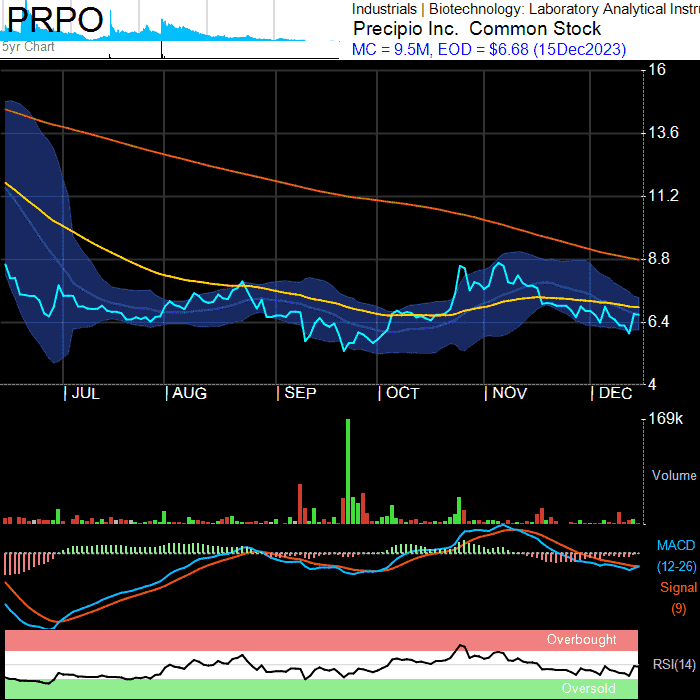 PRPO
5yr Chart
Industrials | Biotechnology: Laboratory Analytical Instru
Precipio Inc. Common Stock
MC = 9.5M, EOD = $6.68 (15Dec2023)
16
13.6
11.2
8.8
6.4
4
| JUL | AUG | SEP | OCT | NOV | DEC
169k
Volume
MACD
(12-26)
Signal
(9)
Overbought
RSI(14)
Oversold